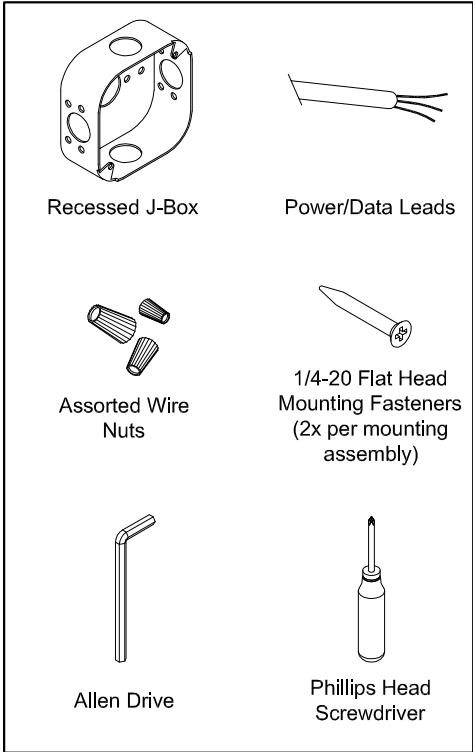 Recessed J-Box
Power/Data Leads
Assorted Wire
Nuts
1/4-20 Flat Head
Mounting Fasteners
(2x per mounting
assembly)
Allen Drive
Phillips Head
Screwdriver